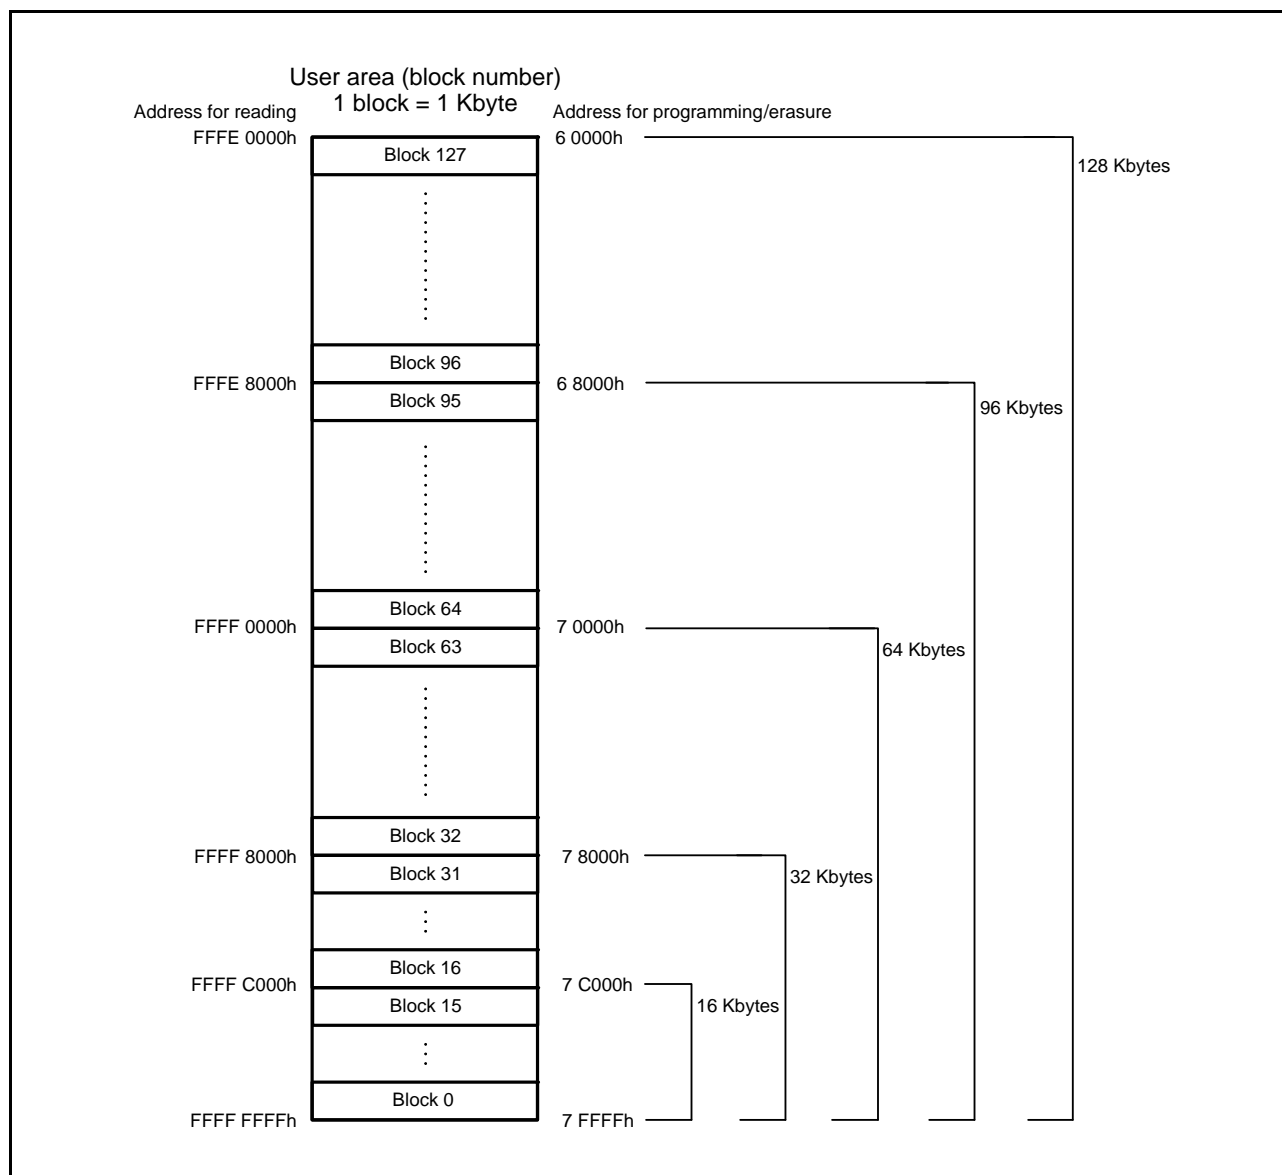 User area (block number)
1 block = 1 Kbyte
Address for reading
Address for programming/erasure
FFFE 0000h
Block 127
6 0000h
128 Kbytes
Block 96
FFFE 8000h
6 8000h
Block 95
96 Kbytes
Block 64
FFFF 0000h
7 0000h
Block 63
64 Kbytes
Block 32
FFFF 8000h
7 8000h
Block 31
32 Kbytes
Block 16
FFFF C000h
7 C000h
Block 15
16 Kbytes
Block 0
FFFF FFFFh
7 FFFFh